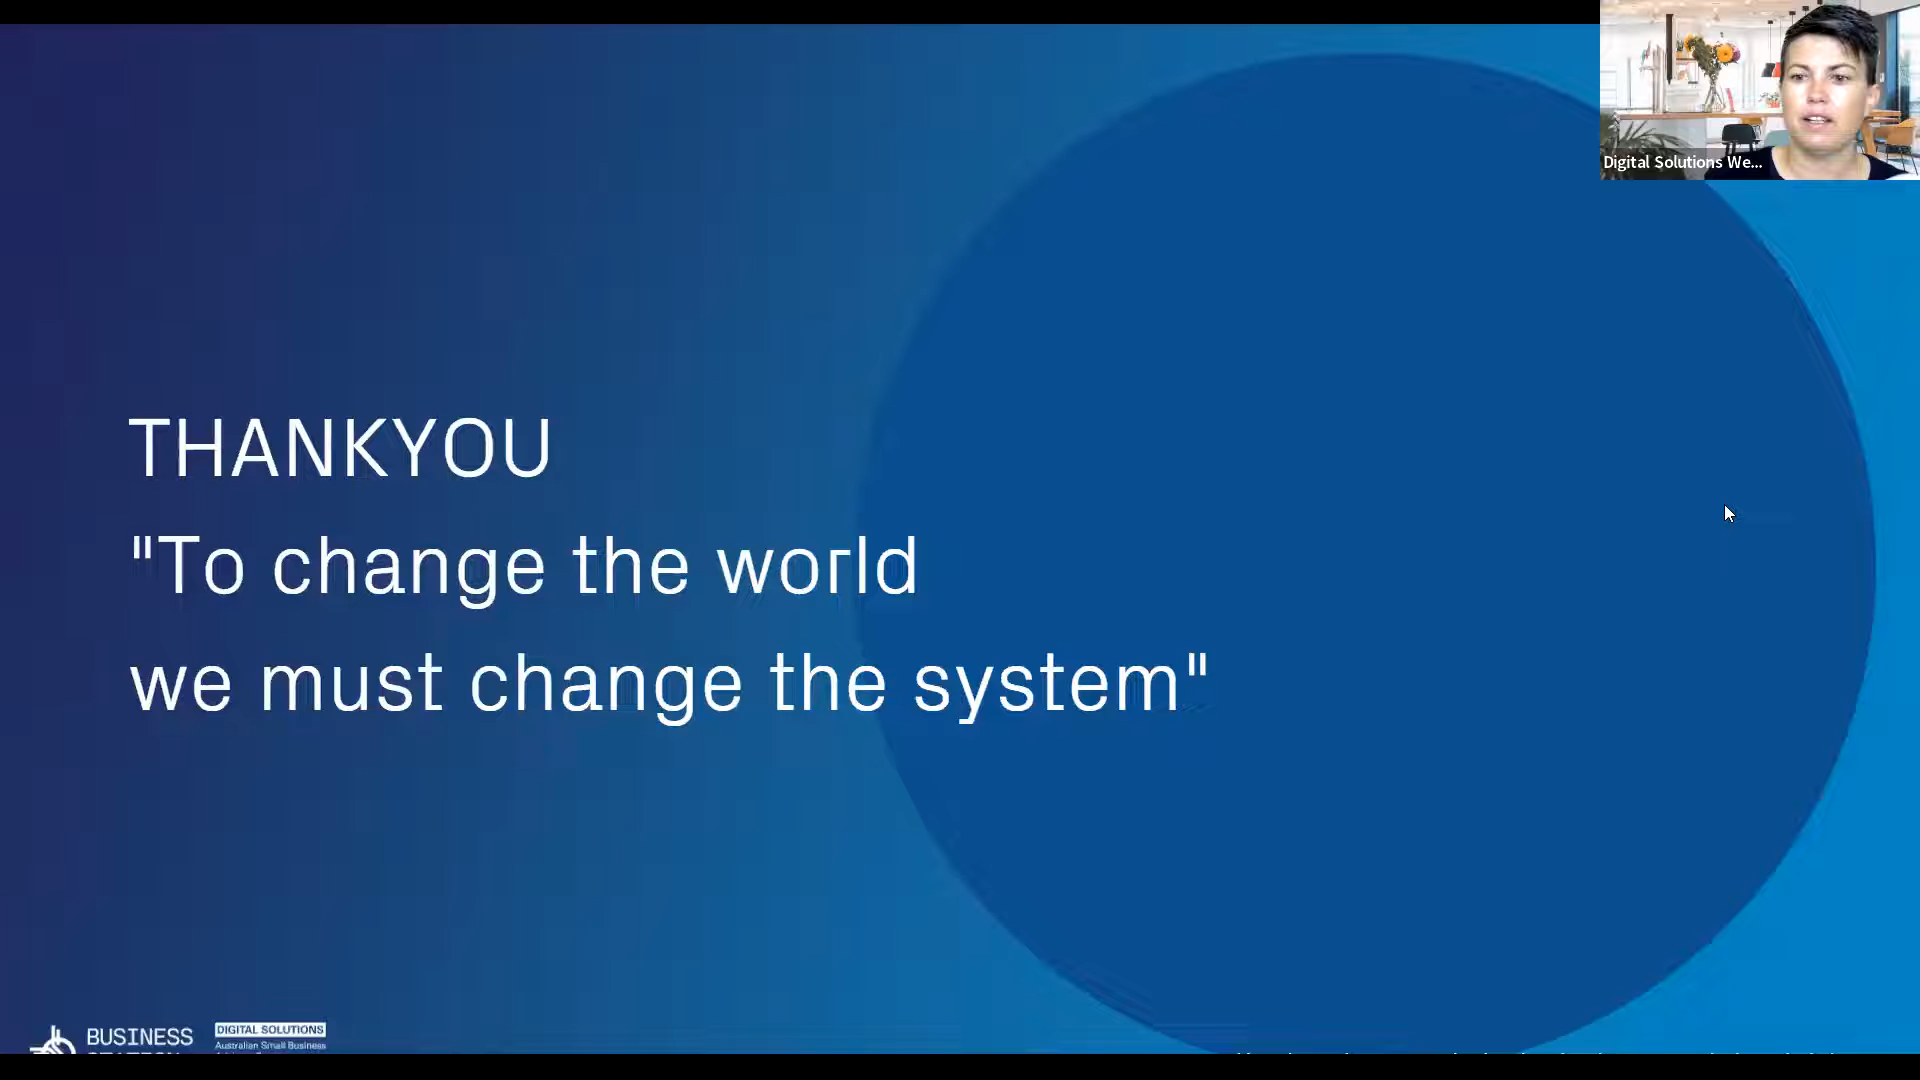 Digital Solutions We...
THANKYOU
"To change the world
we must change the system"
BUSINESS
DIGITAL SOLUTIONS
Australian Small Business